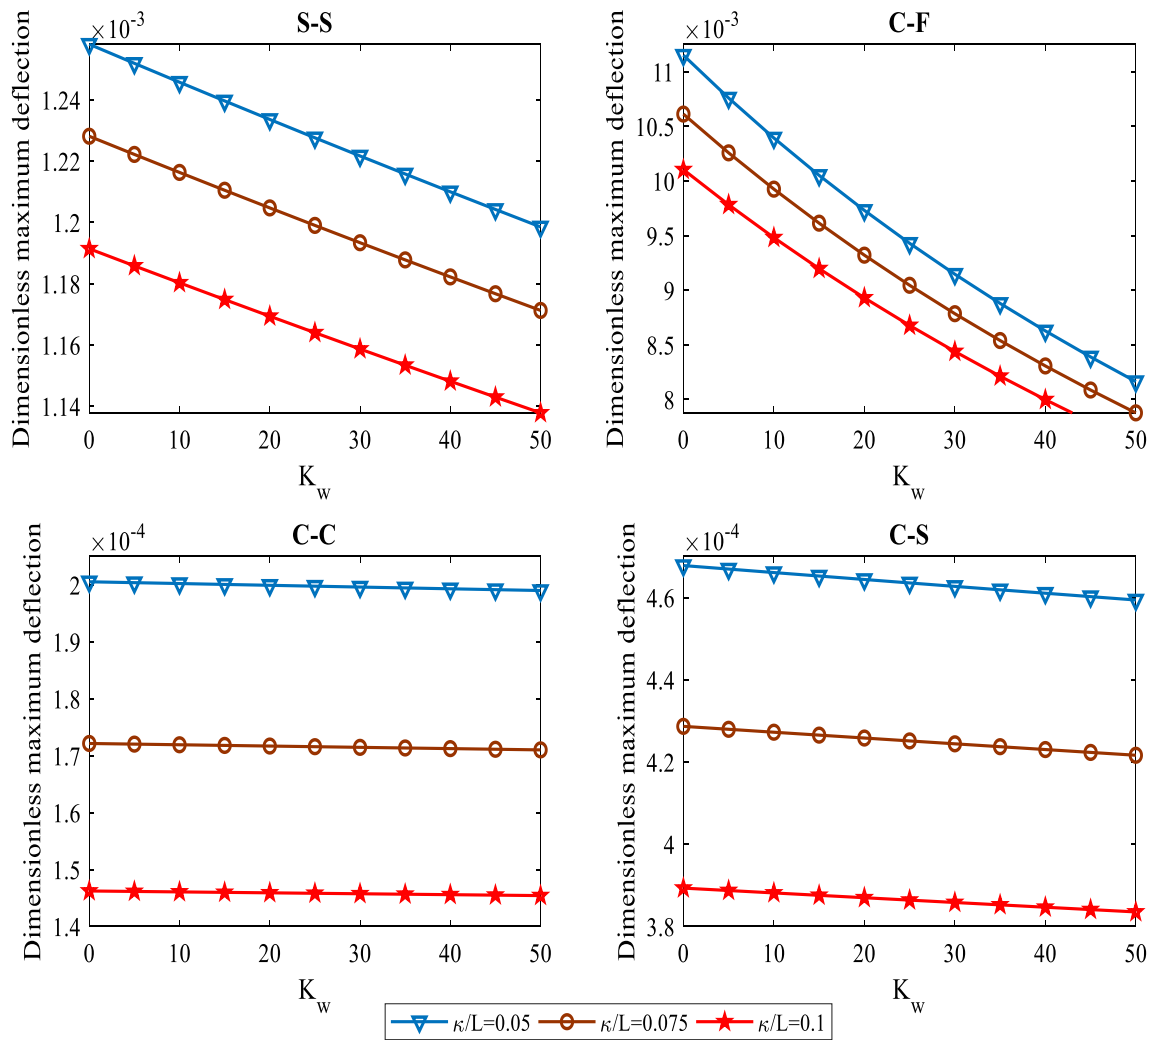 S-S
×10-3
Dimensionless maximum deflection
1.24
1.22
1.2
1.18
1.16
1.14
0 10 20 30 40 50
Kw
C-F
×10-3
Dimensionless maximum deflection
11
10.5
10
9.5
9
8.5
8
0 10 20 30 40 50
Kw
C-C
×10-4
Dimensionless maximum deflection
2
1.9
1.8
1.7
1.6
1.5
1.4
0 10 20 30 40 50
Kw
C-S
×10-4
Dimensionless maximum deflection
4.6
4.4
4.2
4
3.8
0 10 20 30 40 50
Kw
κ/L=0.05 κ/L=0.075 κ/L=0.1